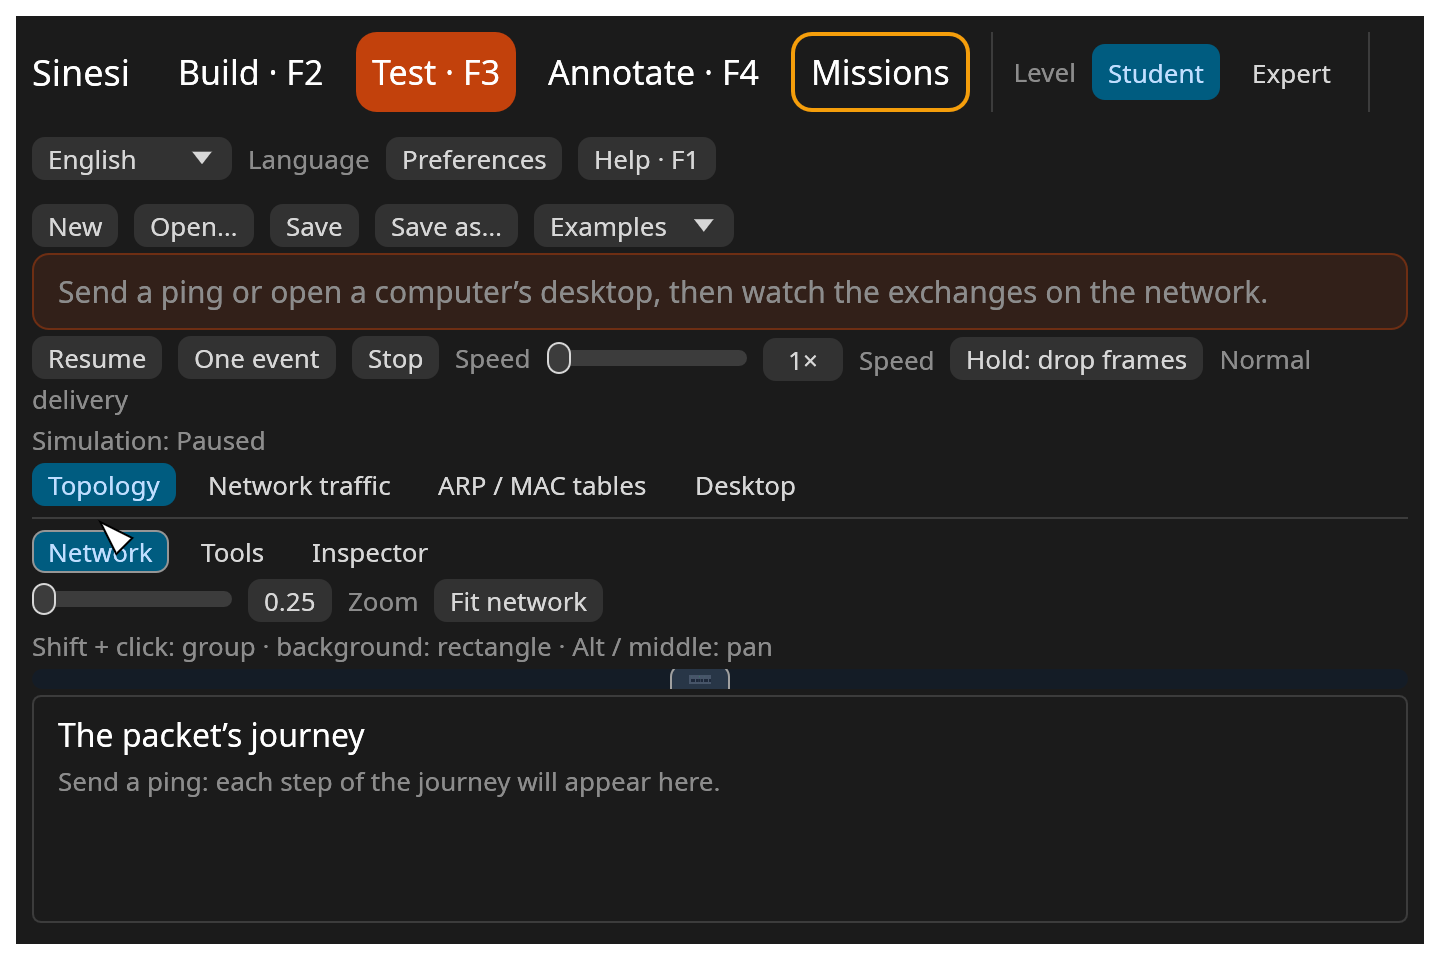 Sinesi Build · F2 Test · F3 Annotate · F4 Missions Level Student Expert
English Language Preferences Help · F1
New Open... Save Save as... Examples
Send a ping or open a computer’s desktop, then watch the exchanges on the network.
Resume One event Stop Speed 1× Speed Hold: drop frames Normal
delivery
Simulation: Paused
Topology Network traffic ARP / MAC tables Desktop
Network Tools Inspector
0.25 Zoom Fit network
Shift + click: group · background: rectangle · Alt / middle: pan
The packet’s journey
Send a ping: each step of the journey will appear here.